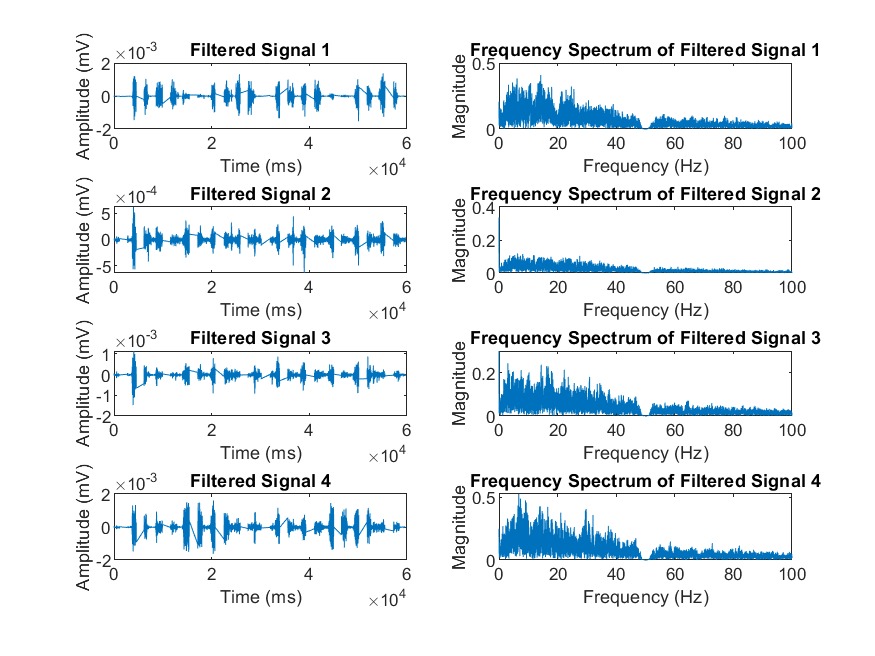 Filtered Signal 1
×10-3
Amplitude (mV)
2
0
-2
0 2 4 6
Time (ms)
×104
Frequency Spectrum of Filtered Signal 1
Magnitude
0.5
0
0 20 40 60 80 100
Frequency (Hz)
Filtered Signal 2
×10-4
Amplitude (mV)
5
0
-5
0 2 4 6
Time (ms)
×104
Frequency Spectrum of Filtered Signal 2
Magnitude
0.4
0.2
0
0 20 40 60 80 100
Frequency (Hz)
Filtered Signal 3
×10-3
Amplitude (mV)
1
0
-1
-2
0 2 4 6
Time (ms)
×104
Frequency Spectrum of Filtered Signal 3
Magnitude
0.2
0
0 20 40 60 80 100
Frequency (Hz)
Filtered Signal 4
×10-3
Amplitude (mV)
2
0
-2
0 2 4 6
Time (ms)
×104
Frequency Spectrum of Filtered Signal 4
Magnitude
0.5
0
0 20 40 60 80 100
Frequency (Hz)